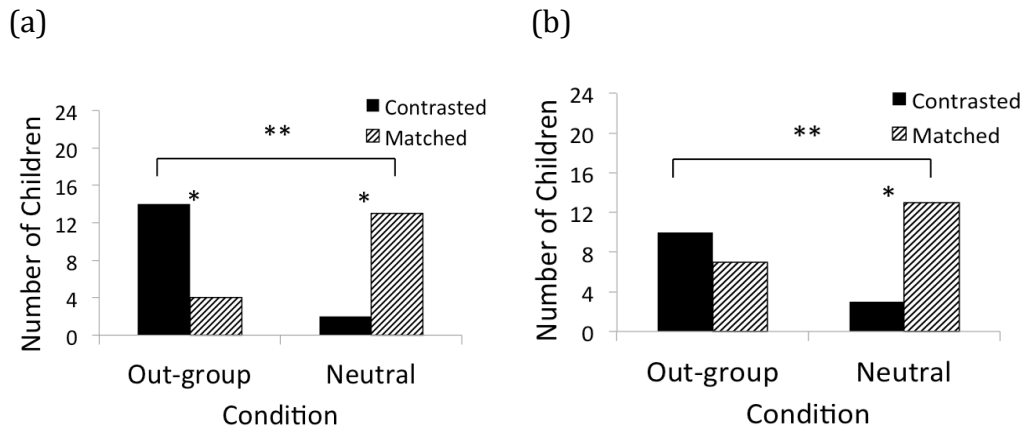 (a)
Number of Children
24
20
16
12
8
4
0
Contrasted
Matched
**
*
*
Out-group
Neutral
Condition
(b)
Number of Children
24
20
16
12
8
4
0
Contrasted
Matched
**
*
Out-group
Neutral
Condition